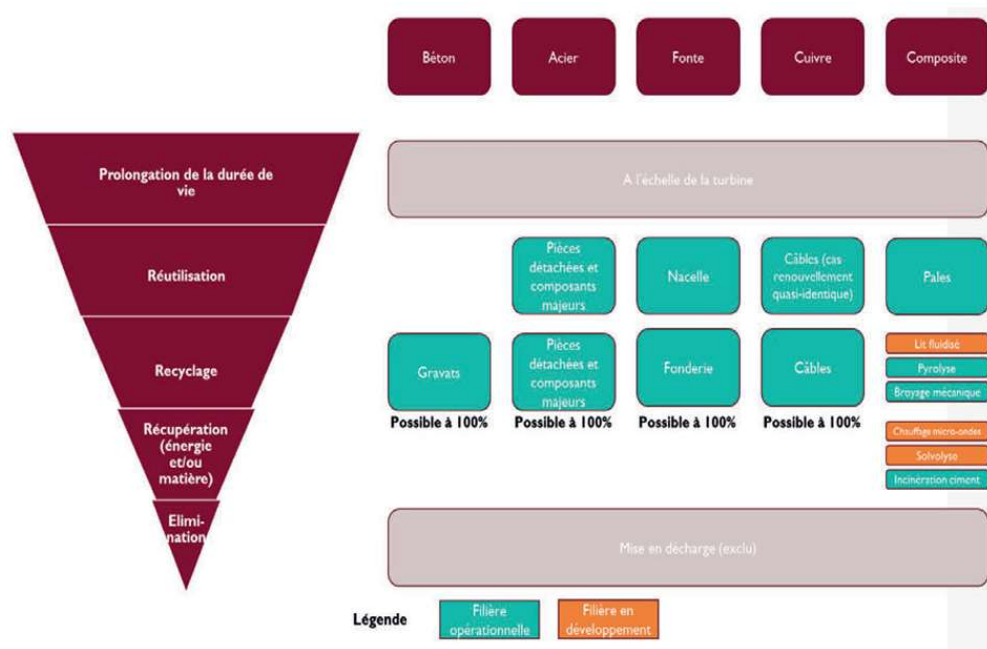 Béton
Acier
Fonte
Cuivre
Composite
Prolongation de la durée de
vie
A l'échelle de la turbine
Réutilisation
Pièces
détachées et
composants
majeurs
Nacelle
Câbles (cas
renouvellement
quasi-identique)
Pales
Recyclage
Gravats
Pièces
détachées et
composants
majeurs
Fonderie
Câbles
Lit fluidisé
Pyrolyse
Broyage mécanique
Possible à 100%
Possible à 100%
Possible à 100%
Possible à 100%
Récupération
(énergie
et/ou
matière)
Chauffage micro-ondes
Solvolyse
Incinération ciment
Elimi-
nation
Mise en décharge (exclu)
Légende
Filière
opérationnelle
Filière en
développement